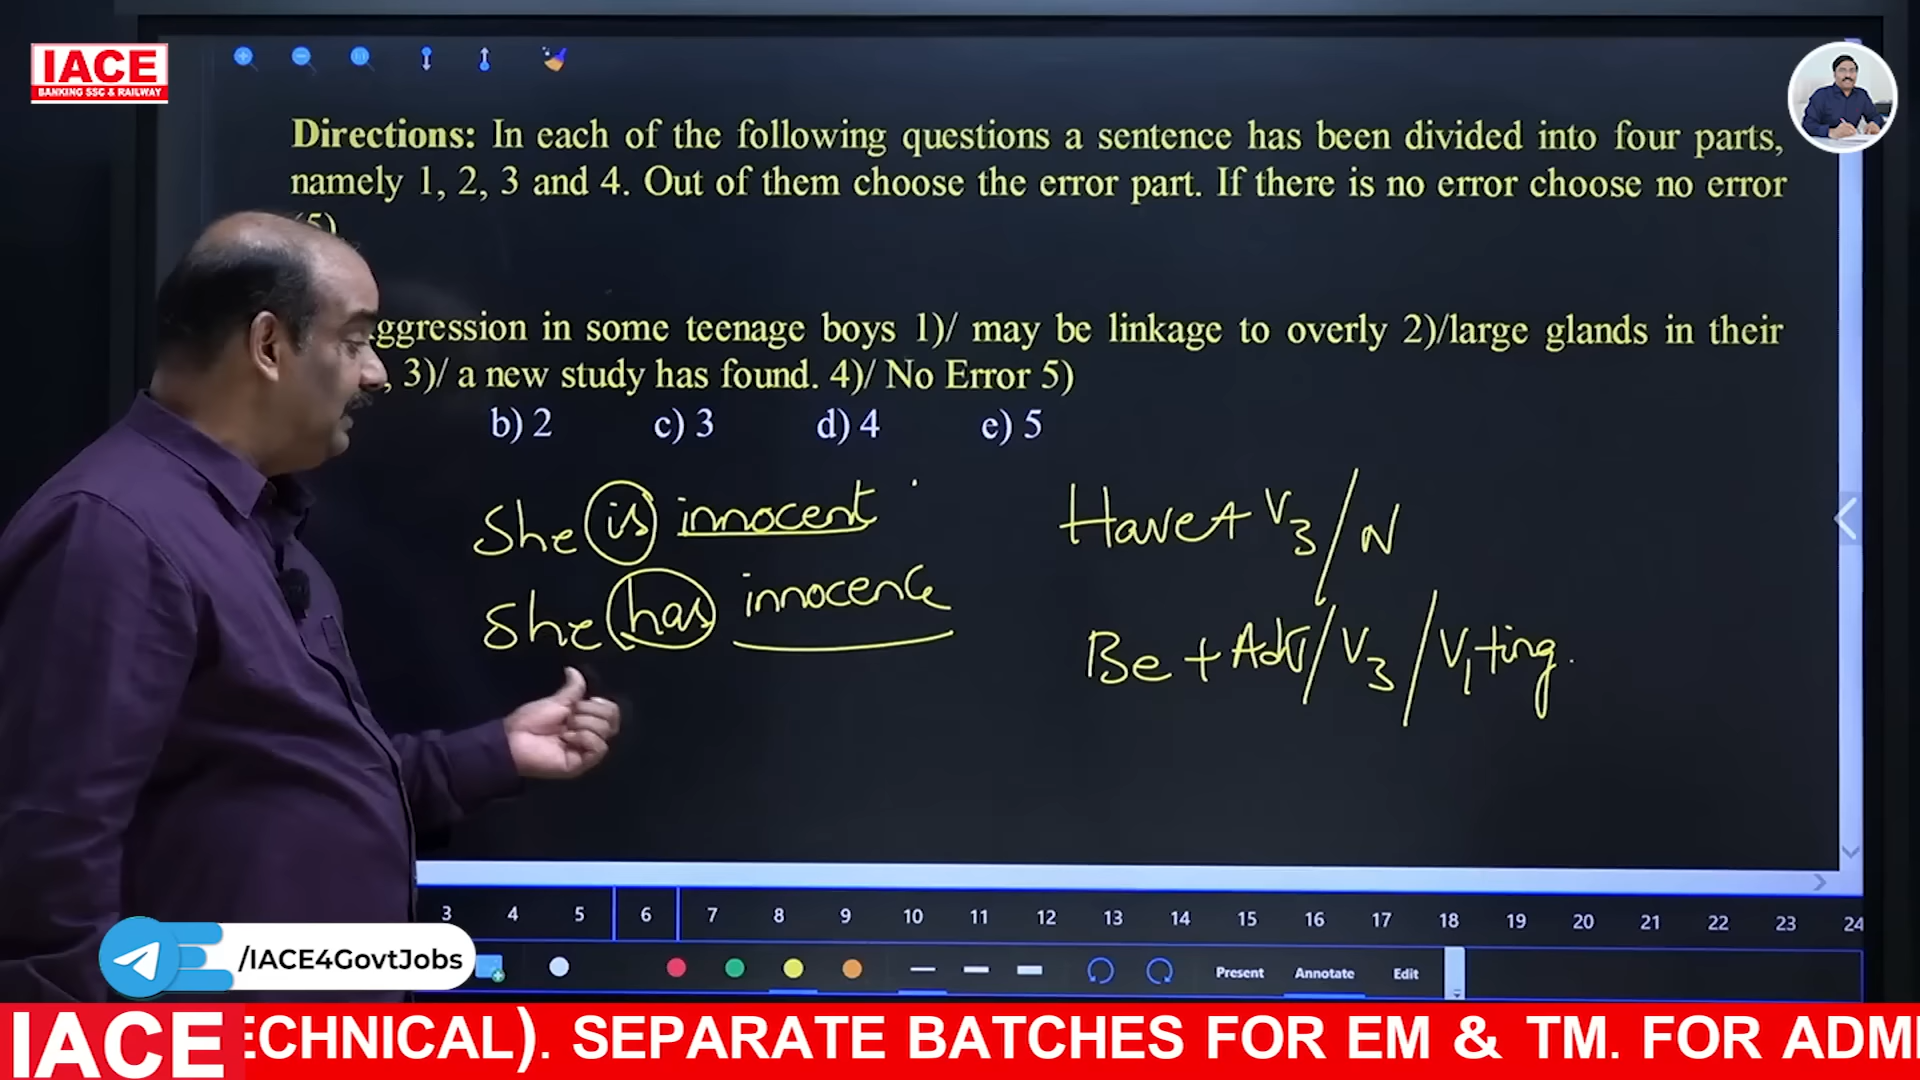 IACE
BANKING SSC & RAILWAY
Directions: In each of the following questions a sentence has been divided into four parts,
namely 1, 2, 3 and 4. Out of them choose the error part. If there is no error choose no error
5)
ggression in some teenage boys 1)/ may be linkage to overly 2)/large glands in their
, 3)/ a new study has found. 4)/ No Error 5)
b) 2 c) 3 d) 4 e) 5
She is innocent
She has innocence
Have + V3 / N
Be + Adj / V3 / V1 + ing.
3 4 5 6 7 8 9 10 11 12 13 14 15 16 17 18 19 20 21 22 23 24
Present Annotate Edit
/IACE4GovtJobs
IACE
ECHNICAL). SEPARATE BATCHES FOR EM & TM. FOR ADMI